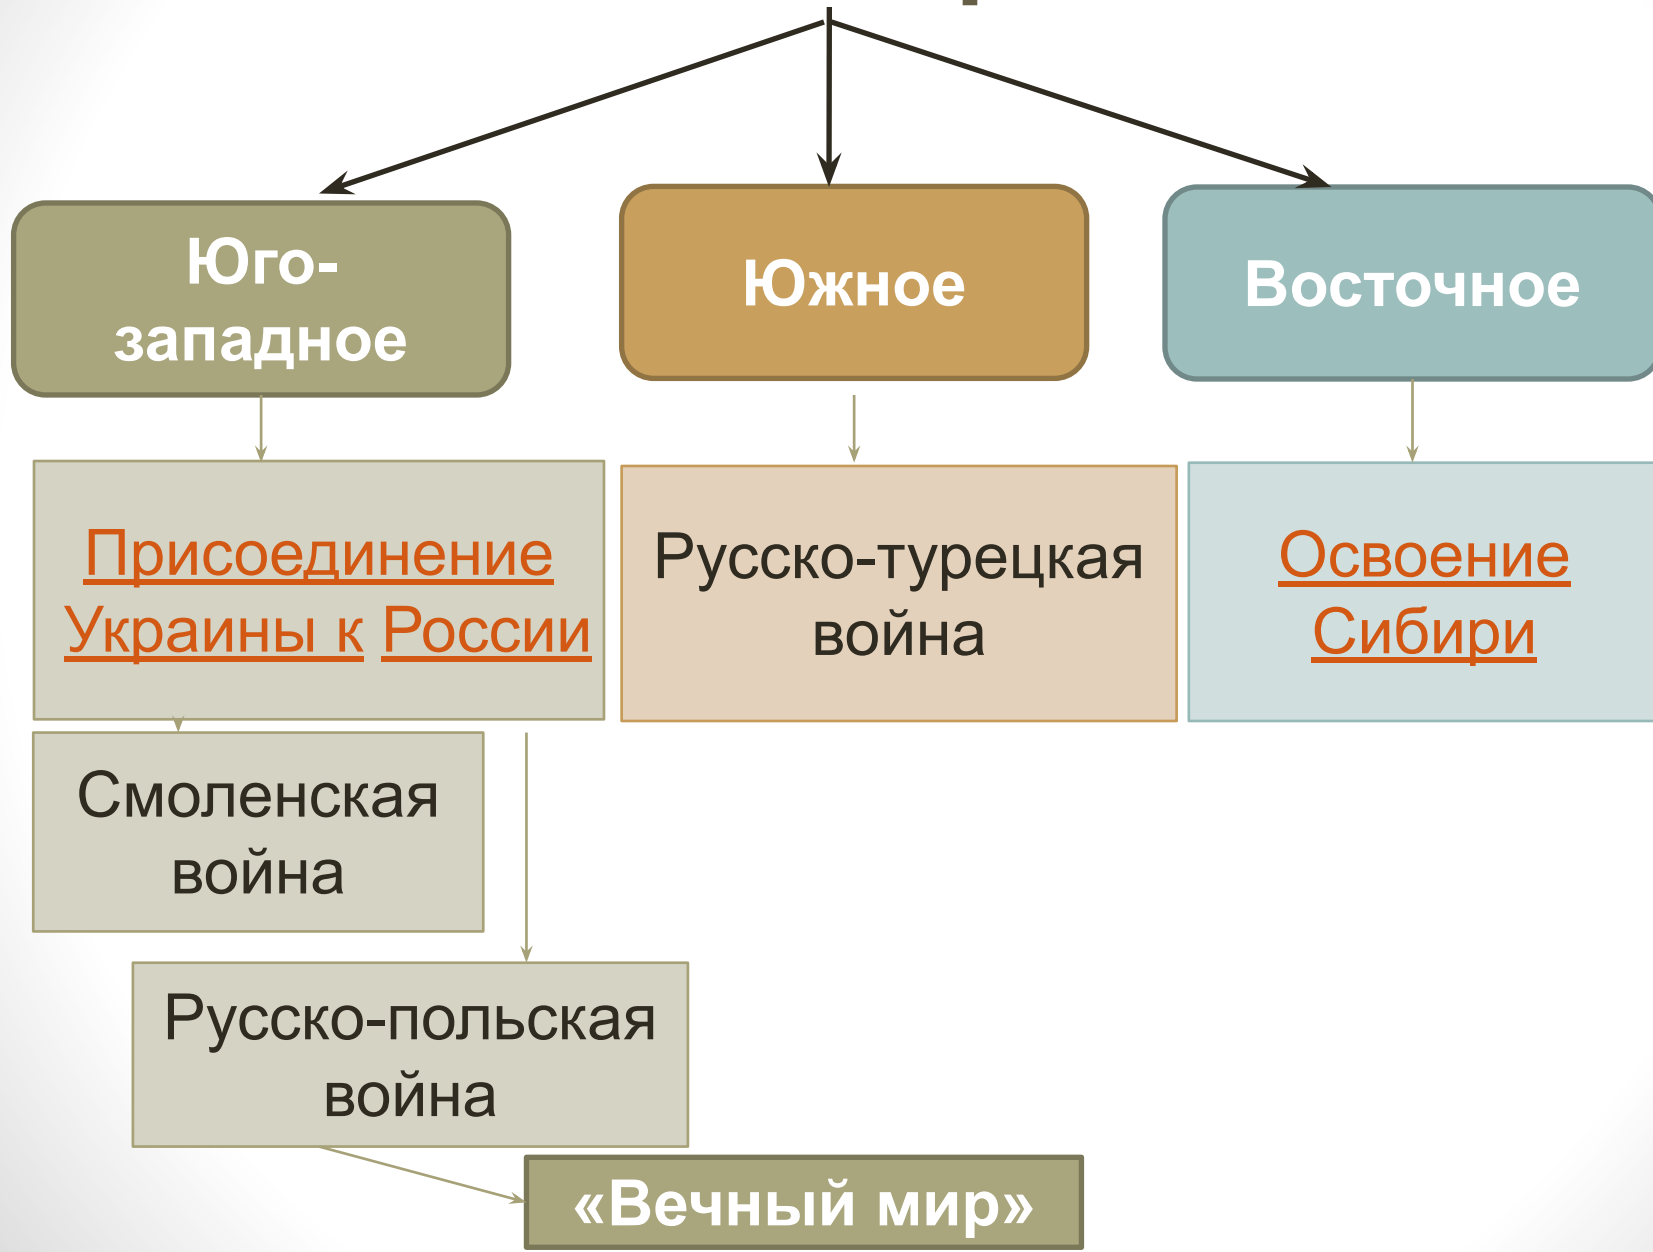 Юго-
западное
Южное
Восточное
Присоединение
Украины к России
Русско-турецкая
война
Освоение
Сибири
Смоленская
война
Русско-польская
война
«Вечный мир»